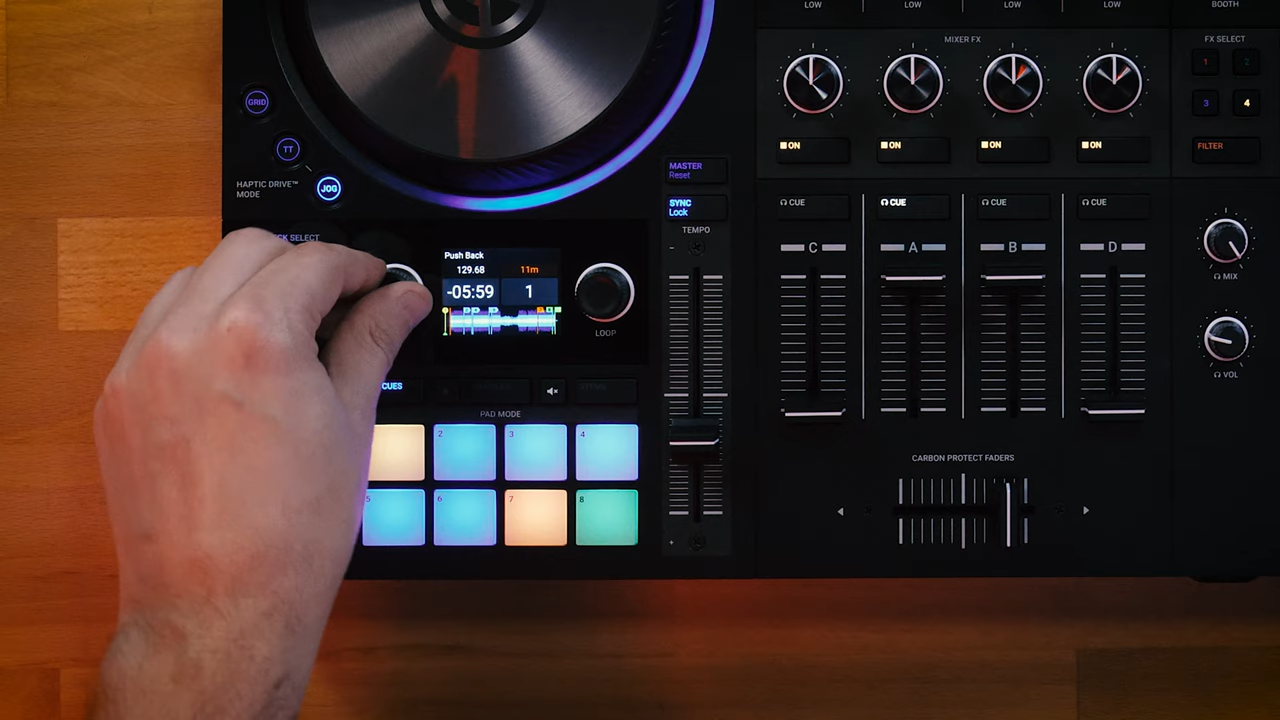 LOW
LOW
LOW
LOW
BOOTH
MIXER FX
FX SELECT
1
2
3
4
GRID
TT
HAPTIC DRIVE™
MODE
JOG
ON
ON
ON
ON
FILTER
MASTER
Reset
SYNC
Lock
TEMPO
CUE
CUE
CUE
CUE
SELECT
C
A
B
D
Push Back
129.68
11m
-05:59
1
LOOP
MIX
VOL
CUES
PAD MODE
2
3
4
5
6
7
8
CARBON PROTECT FADERS